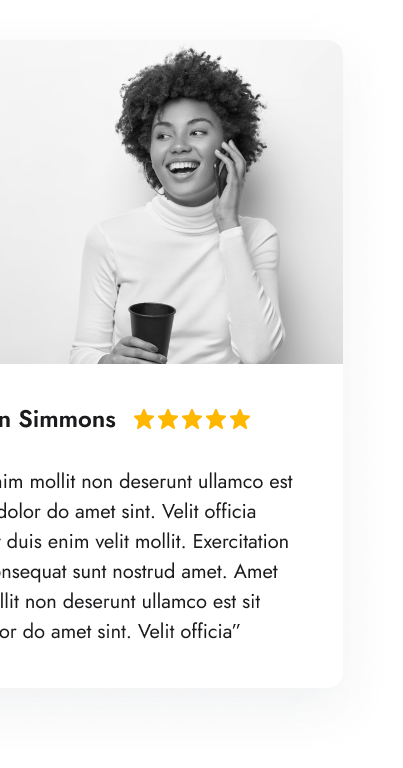 n Simmons
im mollit non deserunt ullamco est
dolor do amet sint. Velit officia
duis enim velit mollit. Exercitation
nsequat sunt nostrud amet. Amet
llit non deserunt ullamco est sit
or do amet sint. Velit officia”